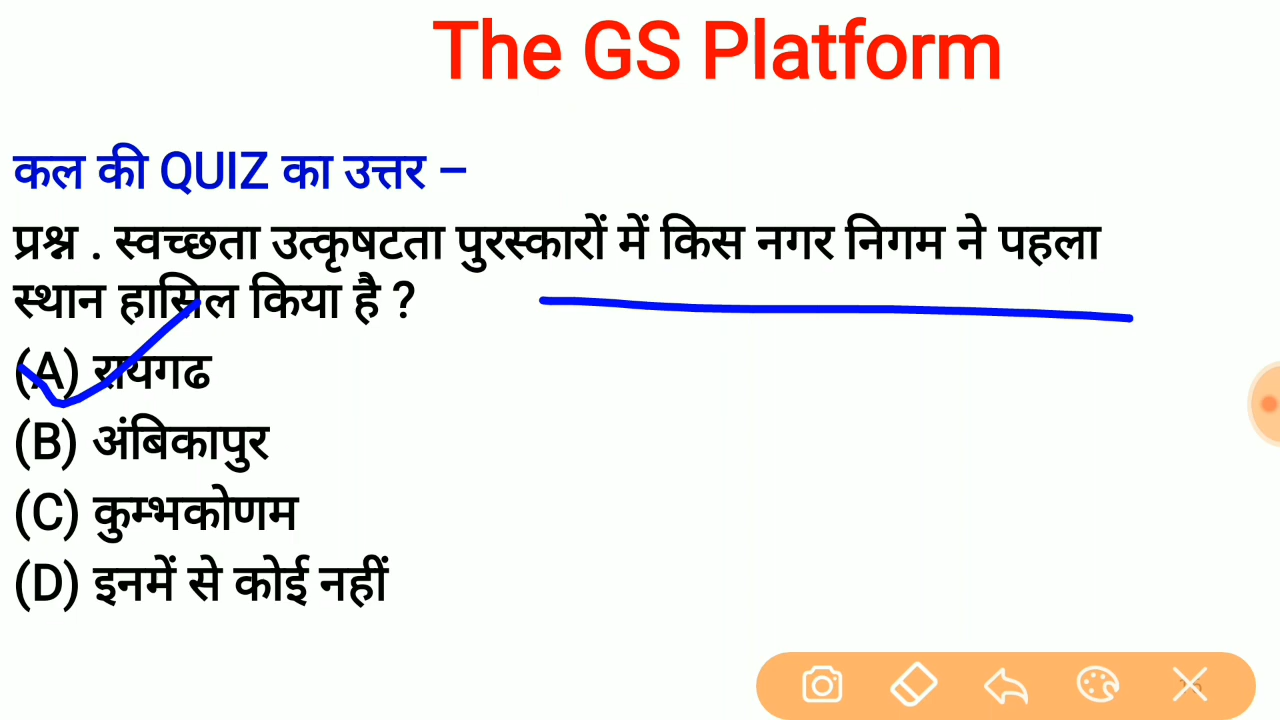 The GS Platform
कल की QUIZ का उत्तर –
प्रश्न . स्वच्छता उत्कृषटता पुरस्कारों में किस नगर निगम ने पहला
स्थान हासिल किया है ?
(A) रायगढ
(B) अंबिकापुर
(C) कुम्भकोणम
(D) इनमें से कोई नहीं